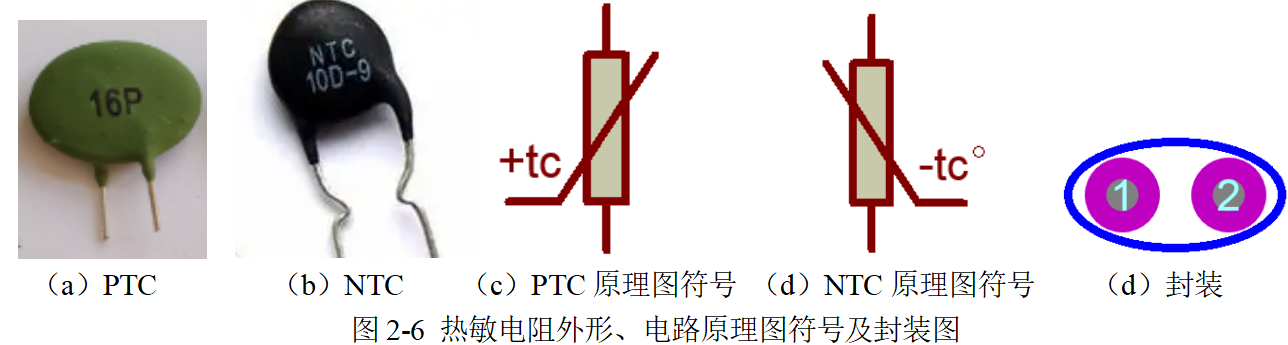 16P
NTC
10D-9
+tc
-tc°
1 2
（a）PTC （b）NTC （c）PTC 原理图符号 （d）NTC 原理图符号 （d）封装
图 2-6 热敏电阻外形、电路原理图符号及封装图